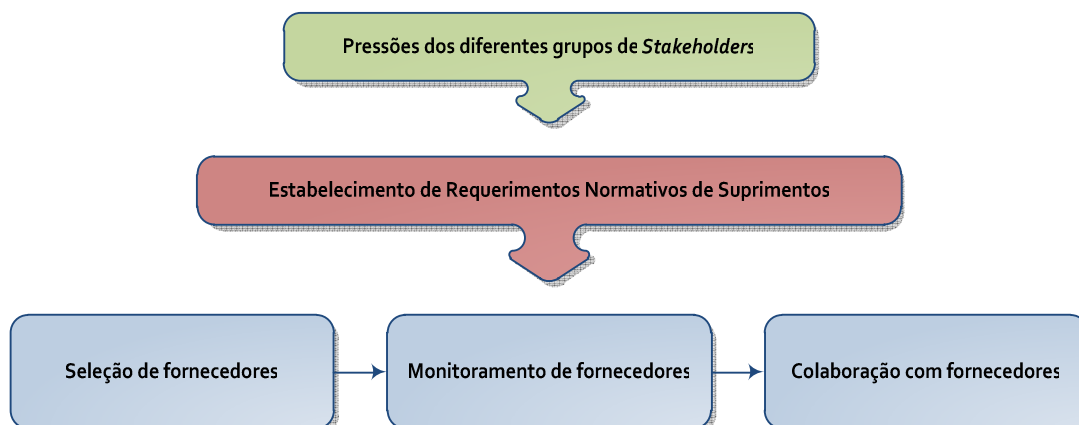 Pressões dos diferentes grupos de Stakeholders
Estabelecimento de Requerimentos Normativos de Suprimentos
Seleção de fornecedores
Monitoramento de fornecedores
Colaboração com fornecedores